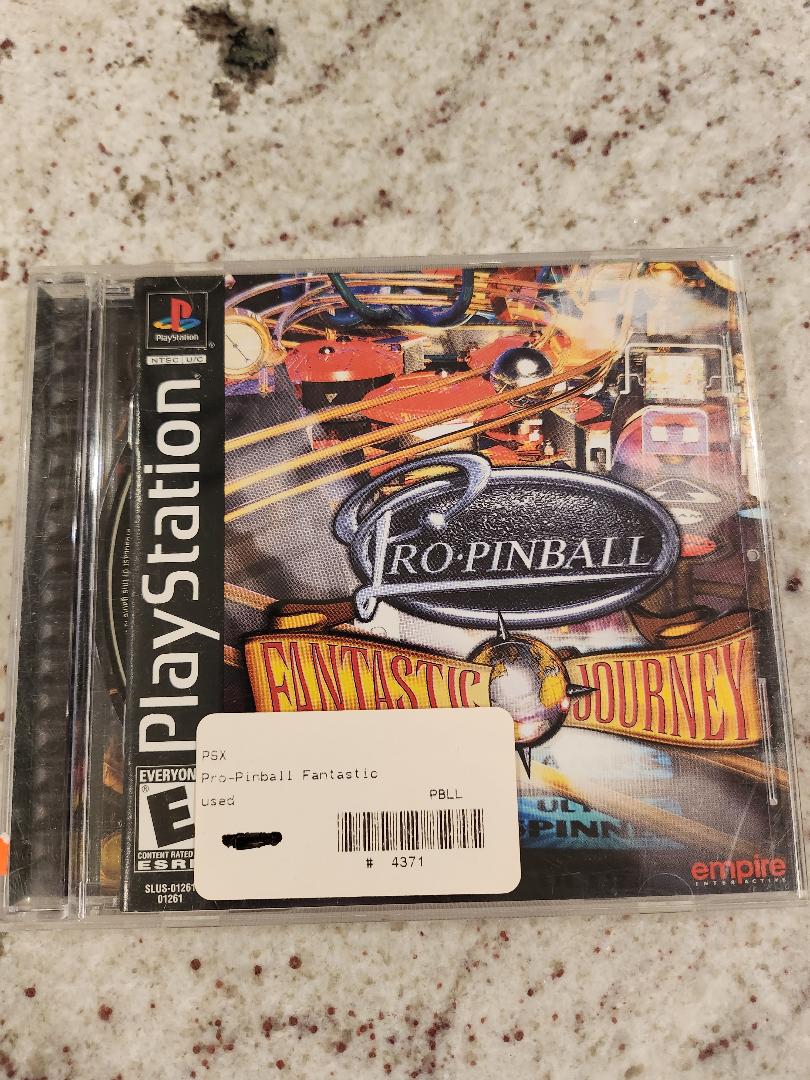 PlayStation
NTSC U/C
PlayStation
PRO·PINBALL
FANTASTIC JOURNEY
PSX
Pro-Pinball Fantastic
used
PBLL
# 4371
EVERYONE
E
CONTENT RATED
ESRB
SLUS-01261
01261
empire
INTERACTIVE